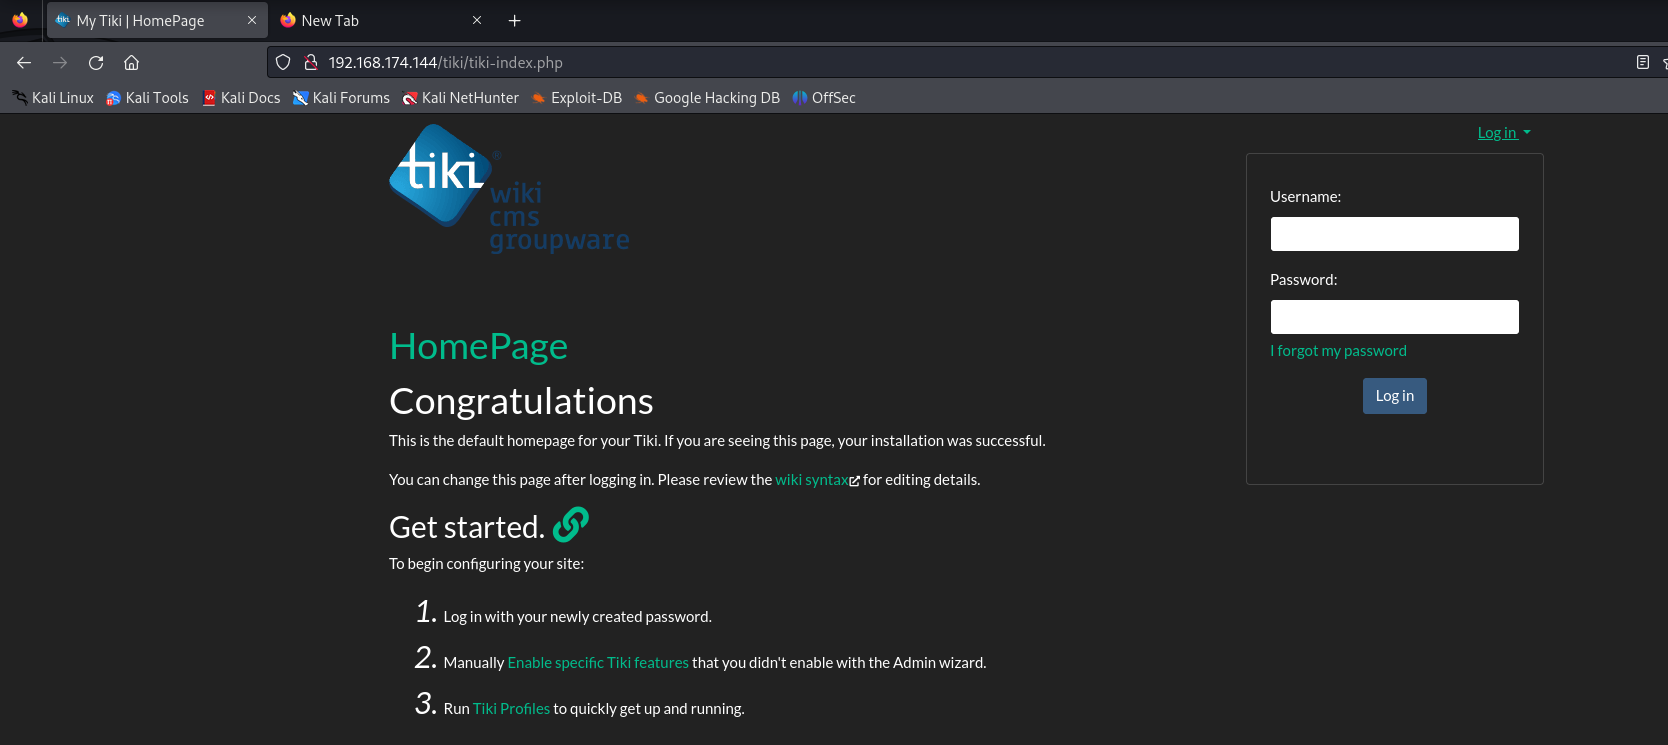 My Tiki | HomePage
New Tab
192.168.174.144/tiki/tiki-index.php
Kali Linux
Kali Tools
Kali Docs
Kali Forums
Kali NetHunter
Exploit-DB
Google Hacking DB
OffSec
Log in
tiki®
wiki
cms
groupware
Username:
Password:
I forgot my password
Log in
HomePage
Congratulations
This is the default homepage for your Tiki. If you are seeing this page, your installation was successful.
You can change this page after logging in. Please review the wiki syntax for editing details.
Get started.
To begin configuring your site:
1. Log in with your newly created password.
2. Manually Enable specific Tiki features that you didn't enable with the Admin wizard.
3. Run Tiki Profiles to quickly get up and running.